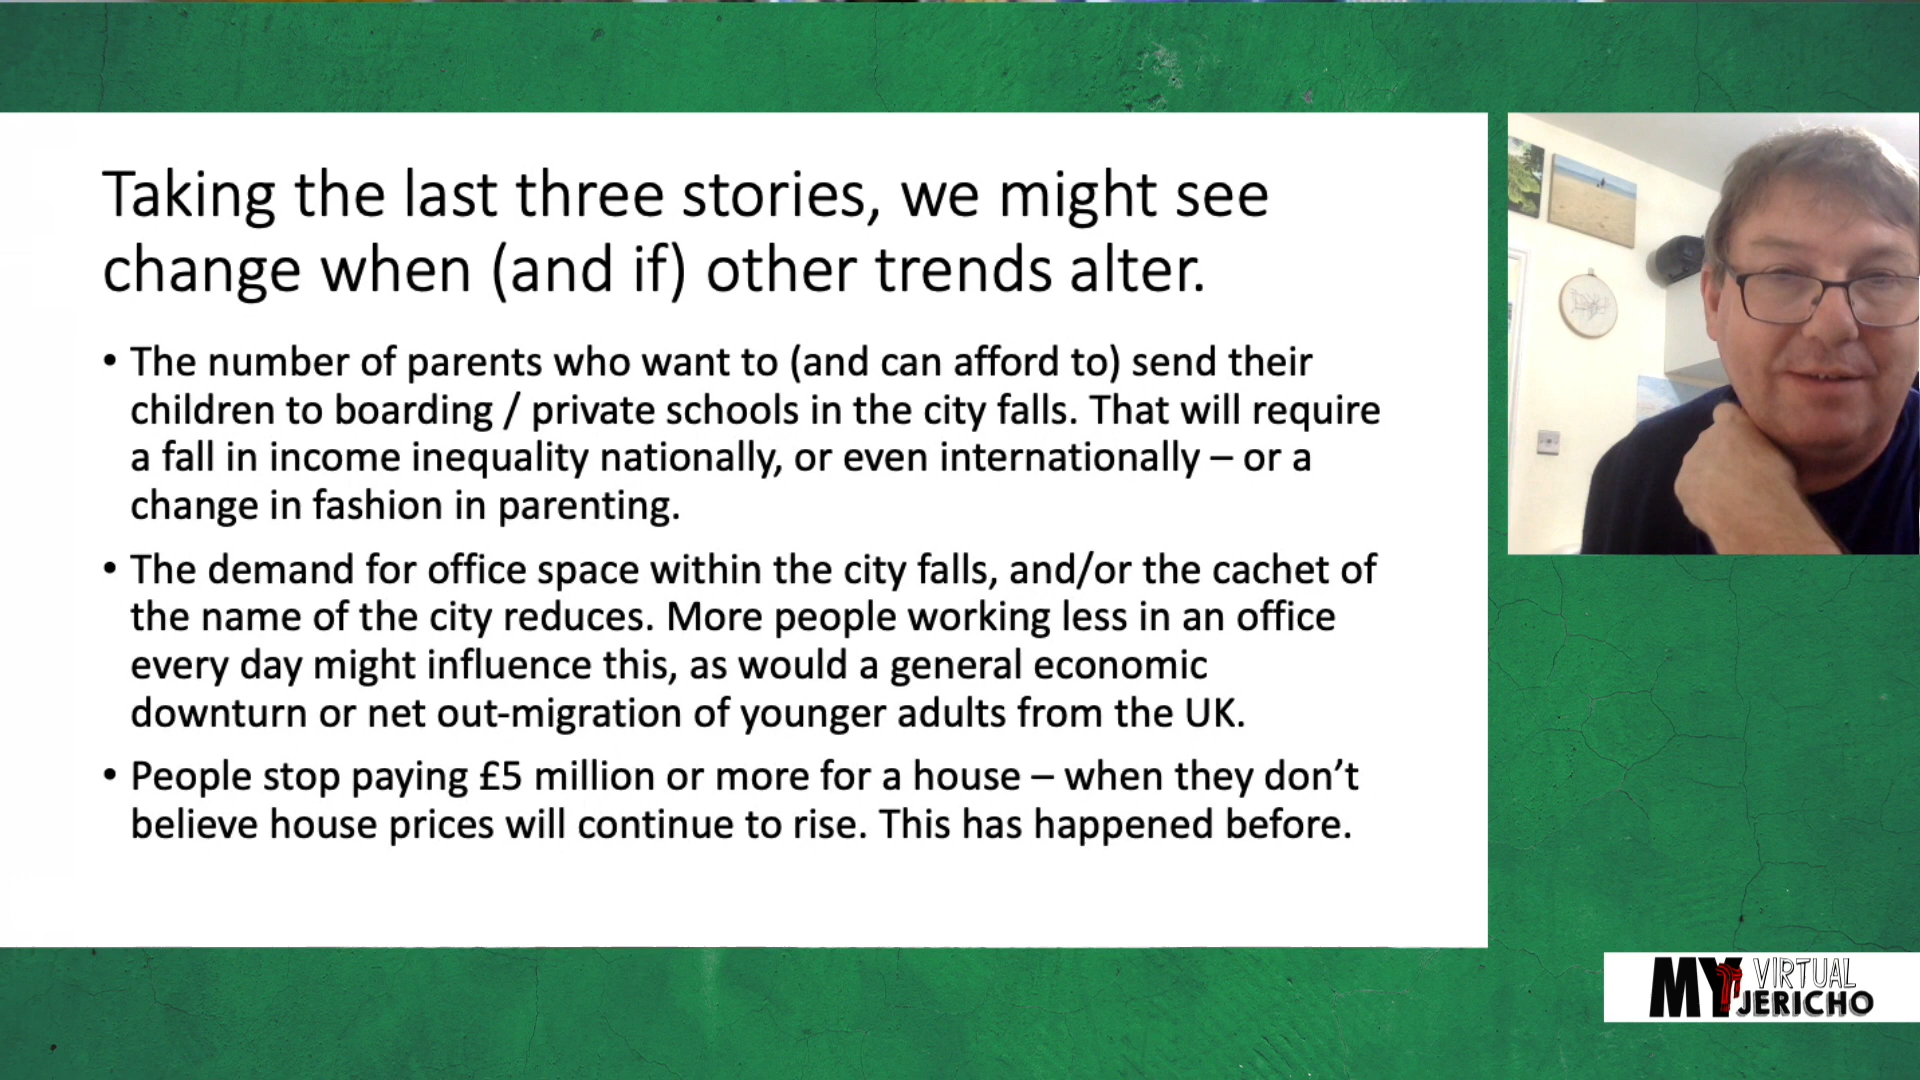 Taking the last three stories, we might see
change when (and if) other trends alter.
• The number of parents who want to (and can afford to) send their
children to boarding / private schools in the city falls. That will require
a fall in income inequality nationally, or even internationally – or a
change in fashion in parenting.
• The demand for office space within the city falls, and/or the cachet of
the name of the city reduces. More people working less in an office
every day might influence this, as would a general economic
downturn or net out-migration of younger adults from the UK.
• People stop paying £5 million or more for a house – when they don’t
believe house prices will continue to rise. This has happened before.
MY VIRTUAL
JERICHO